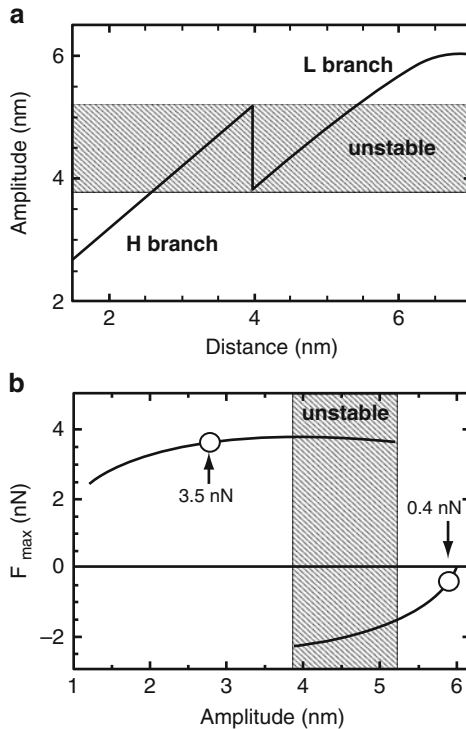 a
6
4
2
Amplitude (nm)
L branch
unstable
H branch
2
4
6
Distance (nm)
b
unstable
4
2
0
−2
F max (nN)
3.5 nN
0.4 nN
1
2
3
4
5
6
Amplitude (nm)